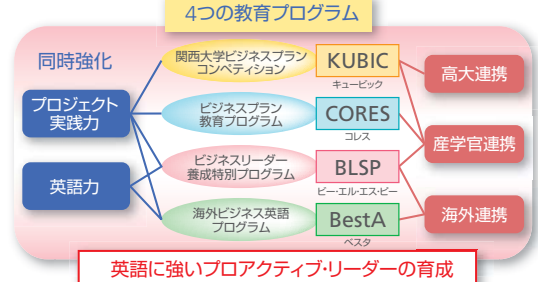 4つの教育プログラム
同時強化
プロジェクト
実践力
英語力
関西大学ビジネスプラン
コンペティション
KUBIC
キュービック
ビジネスプラン
教育プログラム
CORES
コレス
ビジネスリーダー
養成特別プログラム
BLSP
ビー・エル・エス・ピー
海外ビジネス英語
プログラム
BestA
ベスタ
高大連携
産学官連携
海外連携
英語に強いプロアクティブ・リーダーの育成